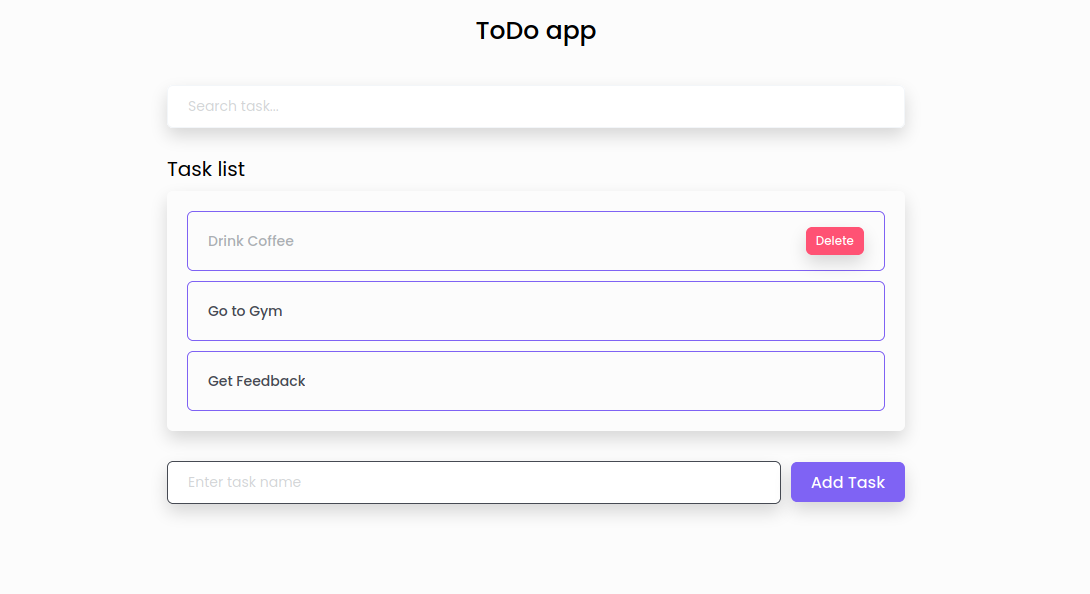 ToDo app
Search task...
Task list
Drink Coffee
Delete
Go to Gym
Get Feedback
Enter task name
Add Task